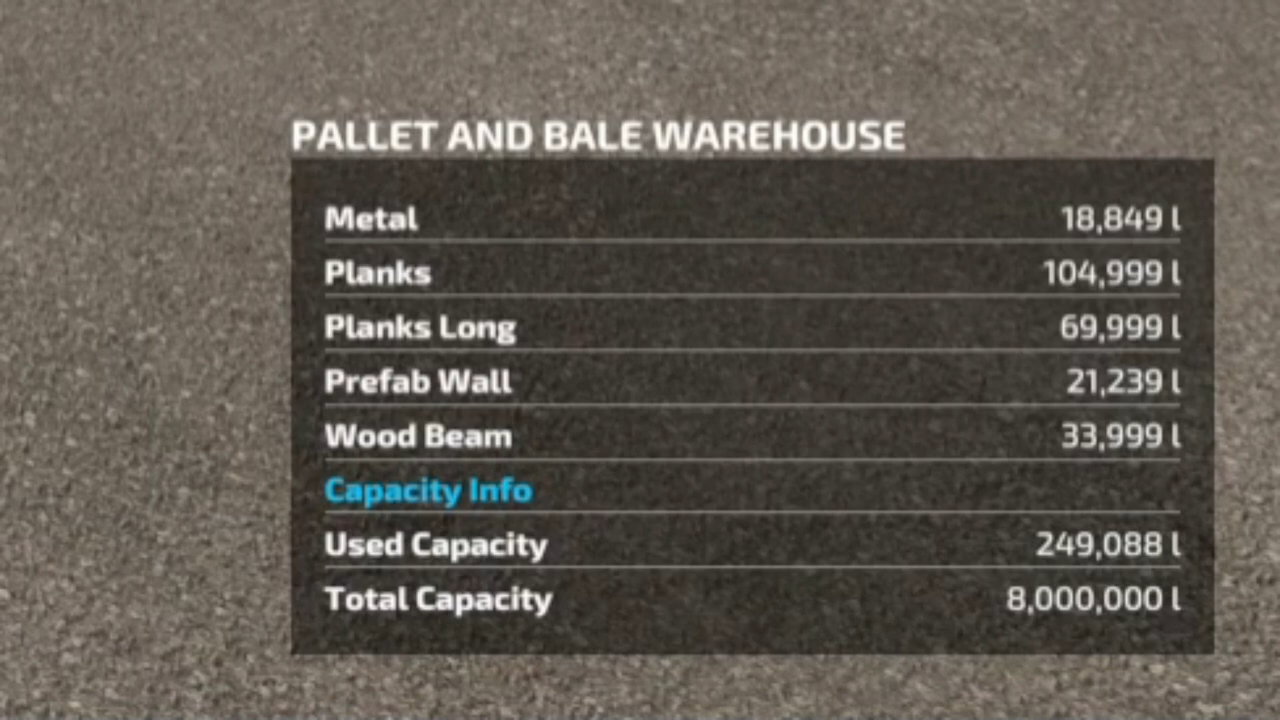 PALLET AND BALE WAREHOUSE
Metal 18,849 l
Planks 104,999 l
Planks Long 69,999 l
Prefab Wall 21,239 l
Wood Beam 33,999 l
Capacity Info
Used Capacity 249,088 l
Total Capacity 8,000,000 l